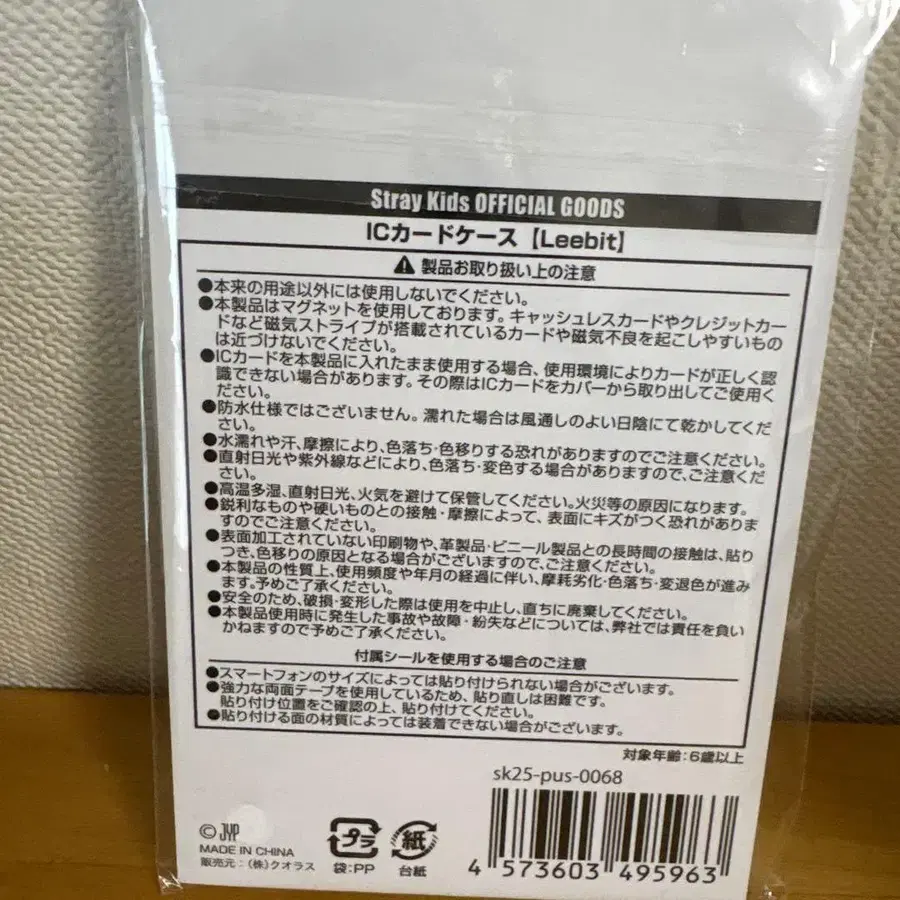 Stray Kids OFFICIAL GOODS
ICカードケース【Leebit】
⚠ 製品お取り扱い上の注意
●本来の用途以外には使用しないでください。
●本製品はマグネットを使用しております。キャッシュレスカードやクレジットカー
ドなど磁気ストライプが搭載されているカードや磁気不良を起こしやすいもの
は近づけないでください。
●ICカードを本製品に入れたまま使用する場合、使用環境によりカードが正しく認
識できない場合があります。その際はICカードをカバーから取り出してご使用く
ださい。
●防水仕様ではございません。濡れた場合は風通しのよい日陰にて乾かしてくだ
さい。
●水濡れや汗、摩擦により、色落ち·色移りする恐れがありますのでご注意ください。
●直射日光や紫外線などにより、色落ち·変色する場合がありますので、ご注意くだ
さい。
●高温多湿、直射日光、火気を避けて保管してください。火災等の原因になります。
●鋭利なものや硬いものとの接触·摩擦によって、表面にキズがつく恐れがありま
すのでご注意ください。
●表面加工されていない印刷物や、革製品·ビニール製品との長時間の接触は、貼り
つき、色移りの原因となる場合がございますので、ご注意ください。
●本製品の性質上、使用頻度や年月の経過に伴い、摩耗劣化·色落ち·変退色が進み
ます。予めご了承ください。
●安全のため、破損·変形した際は使用を中止し、直ちに廃棄してください。
●本製品使用時に発生した事故や故障·紛失などについては、弊社では責任を負い
かねますので予めご了承ください。
付属シールを使用する場合のご注意
●スマートフォンのサイズによっては貼り付けられない場合がございます。
●強力な両面テープを使用しているため、貼り直しは困難です。
貼り付け位置をご確認の上、貼り付けてください。
●貼り付ける面の材質によっては装着できない場合がございます。
対象年齢:6歳以上
sk25-pus-0068
©JYP
MADE IN CHINA
販売元:(株)クオラス
プラ
袋:PP
紙
台紙
4 573603 495963